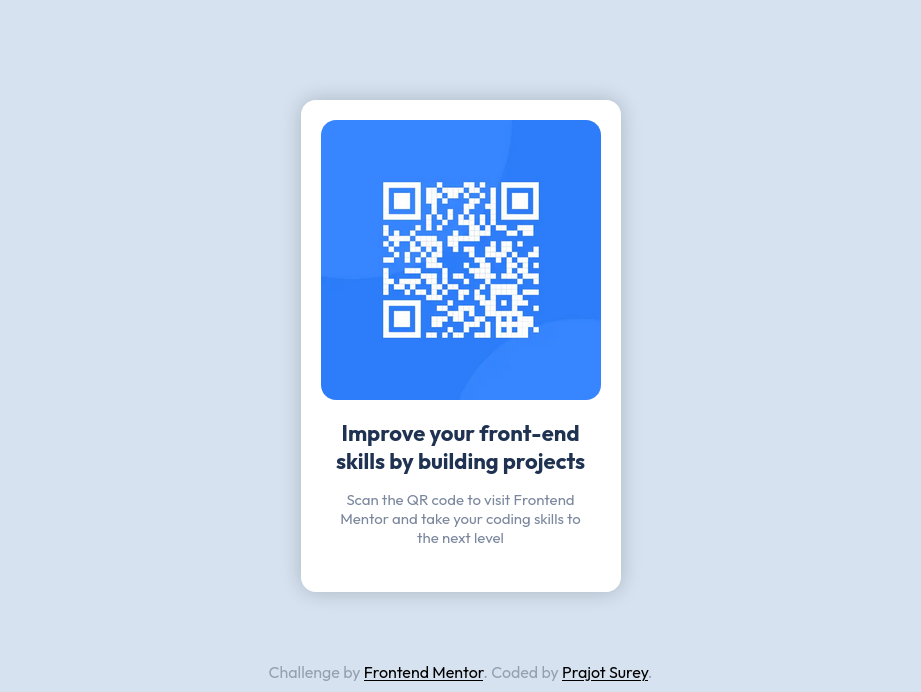 Improve your front-end
skills by building projects
Scan the QR code to visit Frontend
Mentor and take your coding skills to
the next level
Challenge by Frontend Mentor. Coded by Prajot Surey.